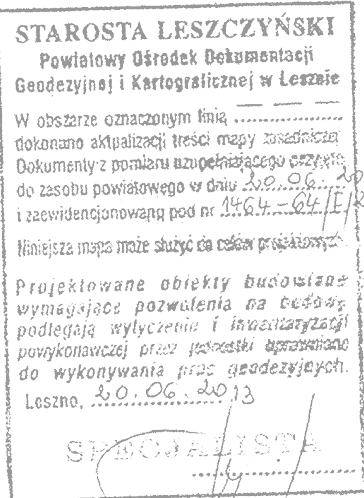 STAROSTA LESZCZYŃSKI
Powiatowy Ośrodek Dokumentacji
Geodezyjnej i Kartograficznej w Lesznie
W obszarze oznaczonym linią ..................
dokonano aktualizacji treści mapy zasadniczej
Dokumenty z pomiaru uzupełniającego przyjęto
do zasobu powiatowego w dniu 20.06.20
i zaewidencjonowano pod nr 1464-64/I/
Niniejsza mapa może służyć do celów projektowych
Projektowane obiekty budowlane
wymagające pozwolenia na budowę
podlegają wytyczeniu i inwentaryzacji
powykonawczej przez jednostki uprawnione
do wykonywania prac geodezyjnych.
Leszno, 20.06.2013
SPECJALISTA